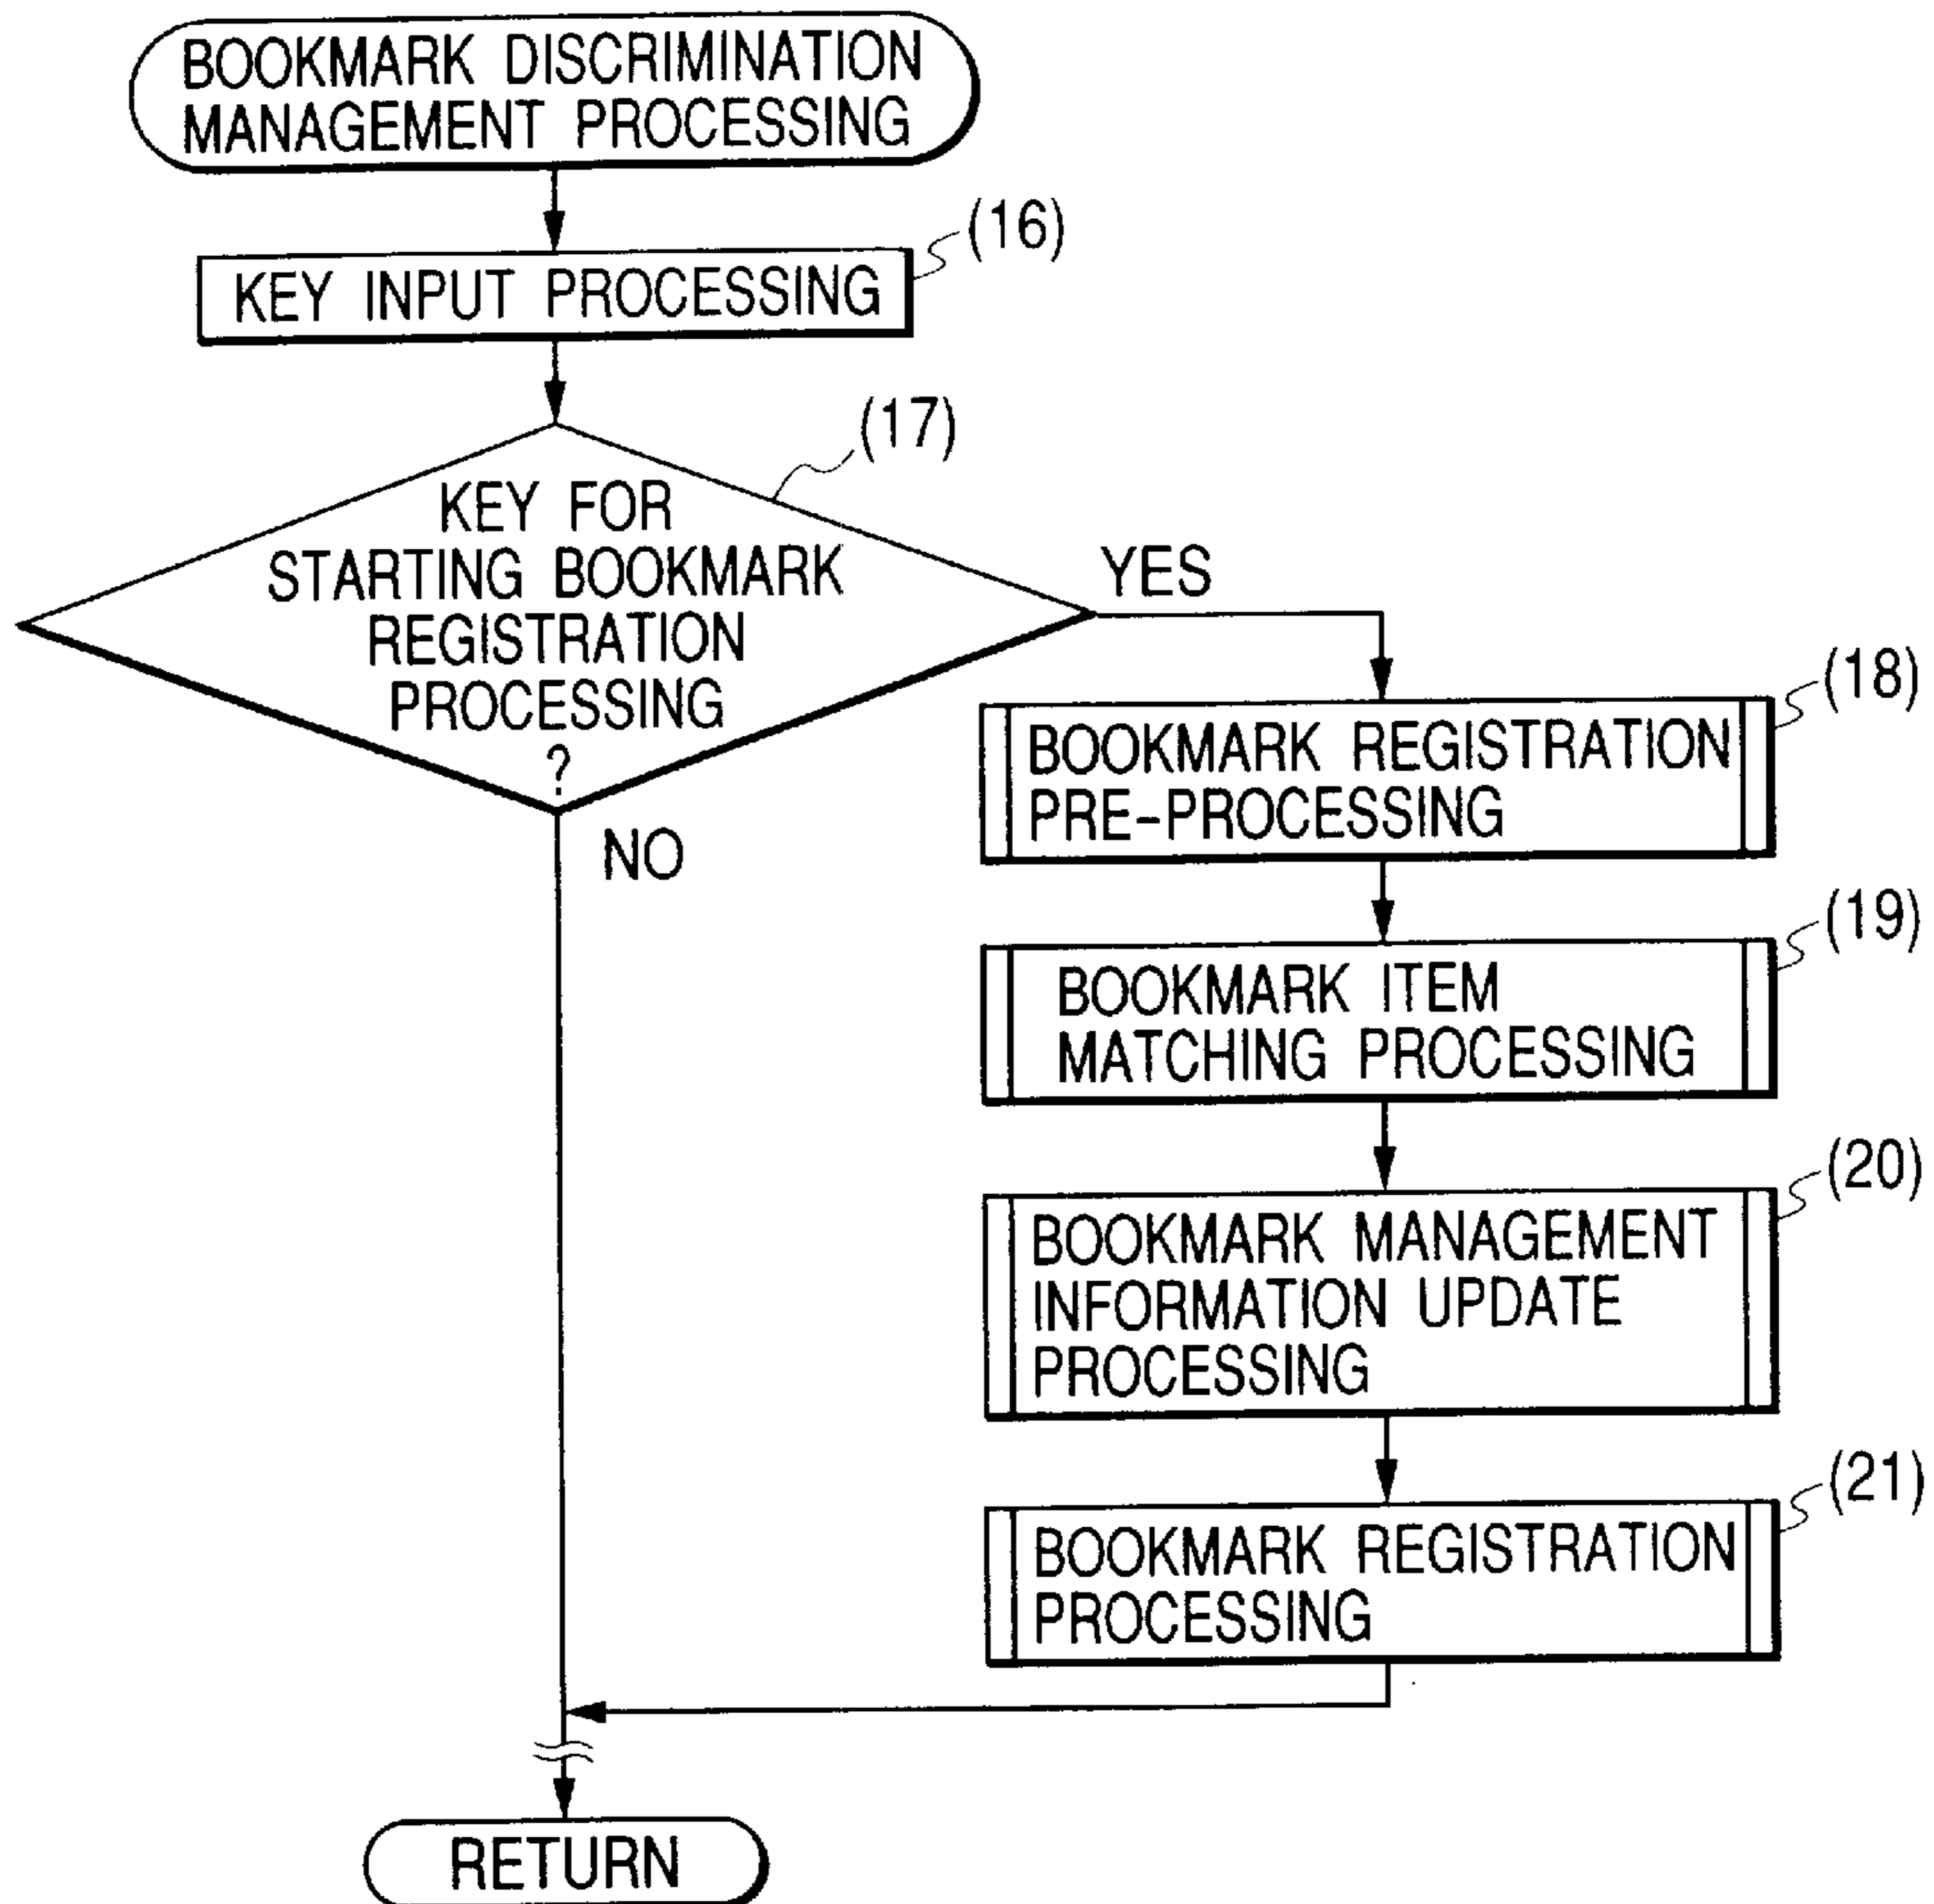 BOOKMARK DISCRIMINATION
MANAGEMENT PROCESSING
(16)
KEY INPUT PROCESSING
(17)
KEY FOR
STARTING BOOKMARK
REGISTRATION
PROCESSING
?
YES
NO
(18)
BOOKMARK REGISTRATION
PRE-PROCESSING
(19)
BOOKMARK ITEM
MATCHING PROCESSING
(20)
BOOKMARK MANAGEMENT
INFORMATION UPDATE
PROCESSING
(21)
BOOKMARK REGISTRATION
PROCESSING
RETURN